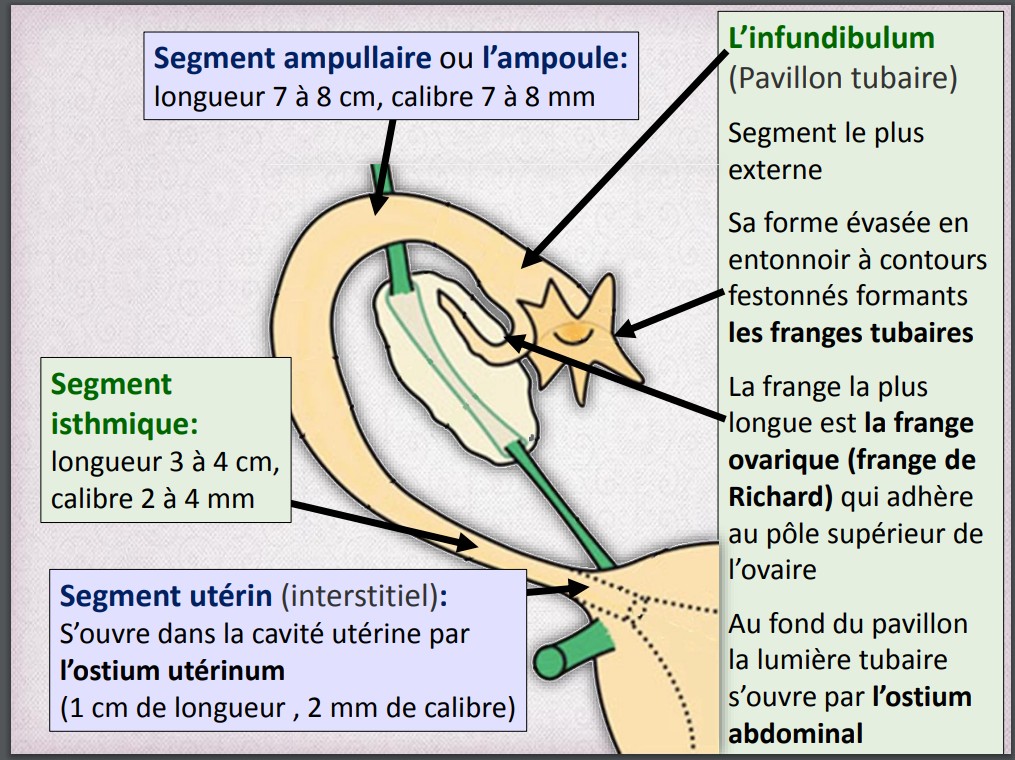 Segment ampullaire ou l’ampoule:
longueur 7 à 8 cm, calibre 7 à 8 mm
L’infundibulum
(Pavillon tubaire)
Segment le plus
externe
Sa forme évasée en
entonnoir à contours
festonnés formants
les franges tubaires
La frange la plus
longue est la frange
ovarique (frange de
Richard) qui adhère
au pôle supérieur de
l’ovaire
Au fond du pavillon
la lumière tubaire
s’ouvre par l’ostium
abdominal
Segment
isthmique:
longueur 3 à 4 cm,
calibre 2 à 4 mm
Segment utérin (interstitiel):
S’ouvre dans la cavité utérine par
l’ostium utérinum
(1 cm de longueur , 2 mm de calibre)